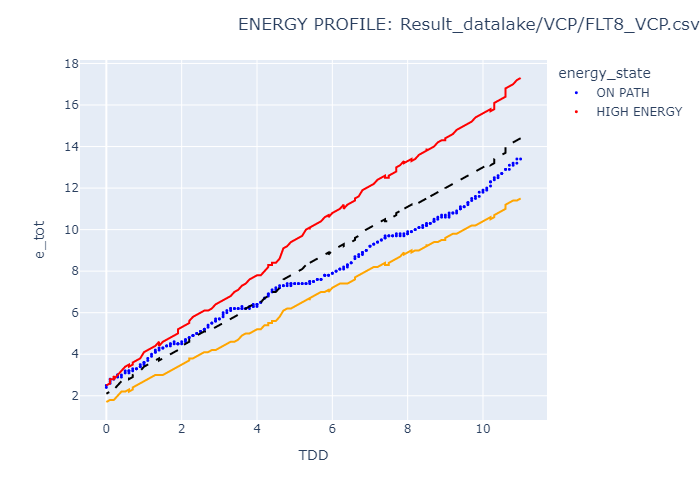 ENERGY PROFILE: Result_datalake/VCP/FLT8_VCP.csv
energy_state
ON PATH
HIGH ENERGY
e_tot
18
16
14
12
10
8
6
4
2
0 2 4 6 8 10
TDD